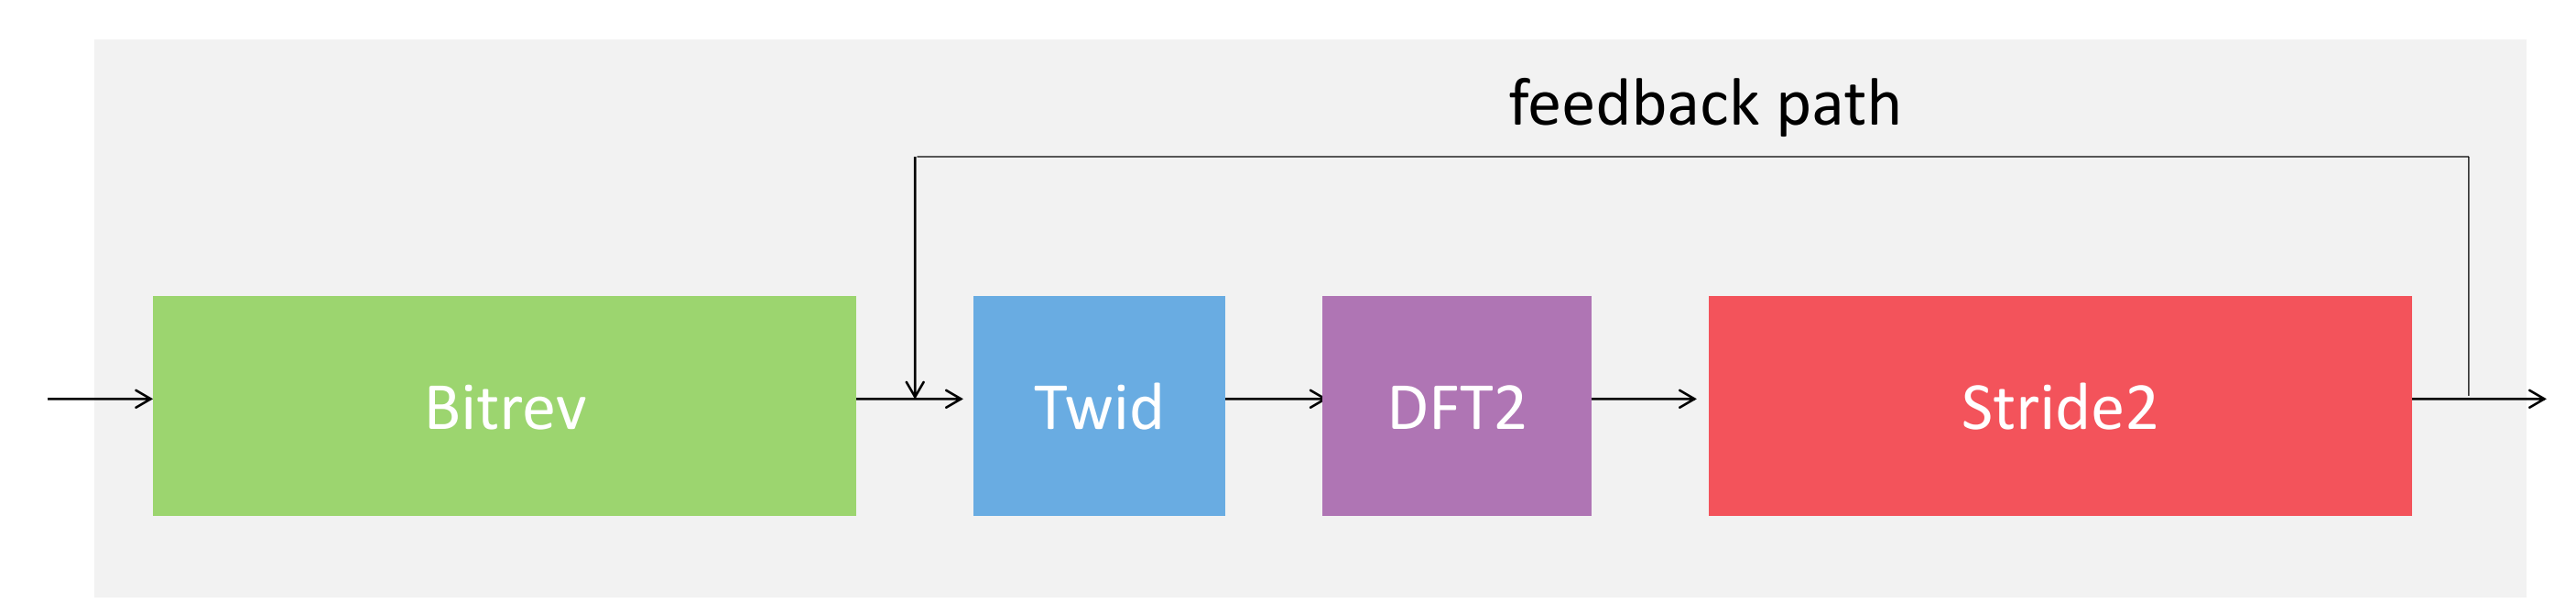 feedback path
Bitrev
Twid
DFT2
Stride2